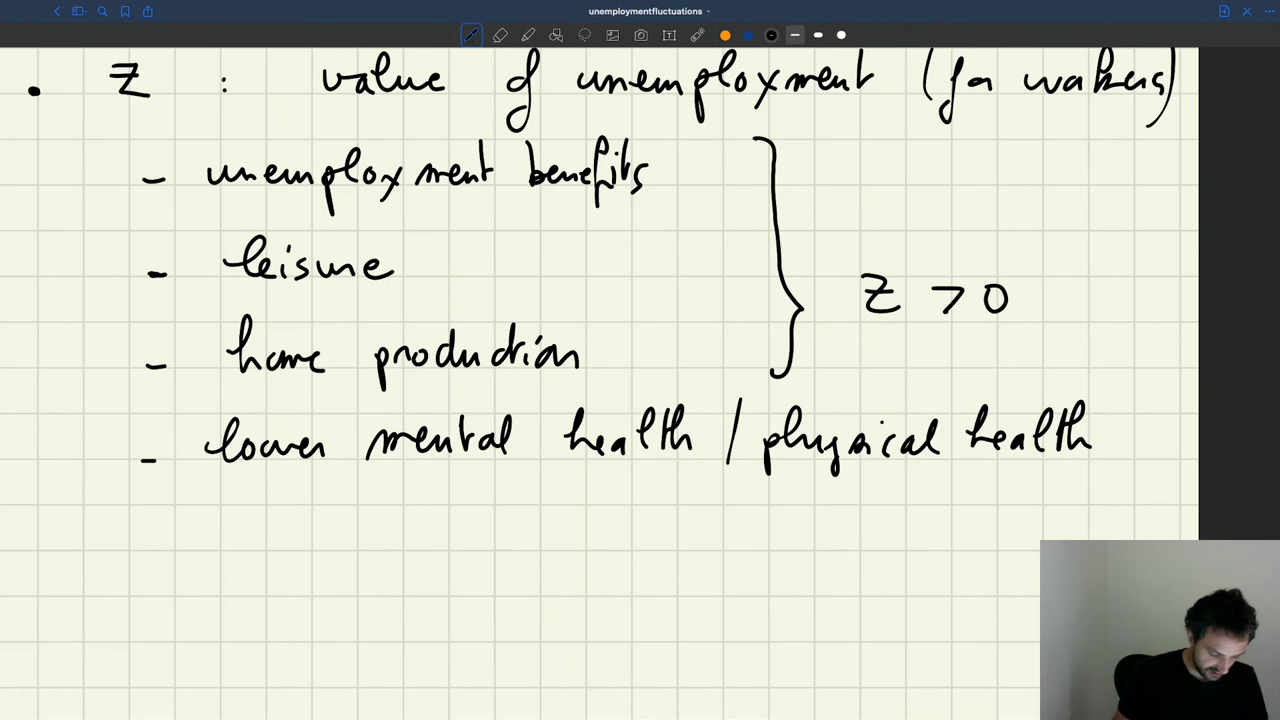 unemploymentfluctuations
• Z : value of unemployment (for workers)
- unemployment benefits
- leisure
- home production
Z > 0
- lower mental health / physical health